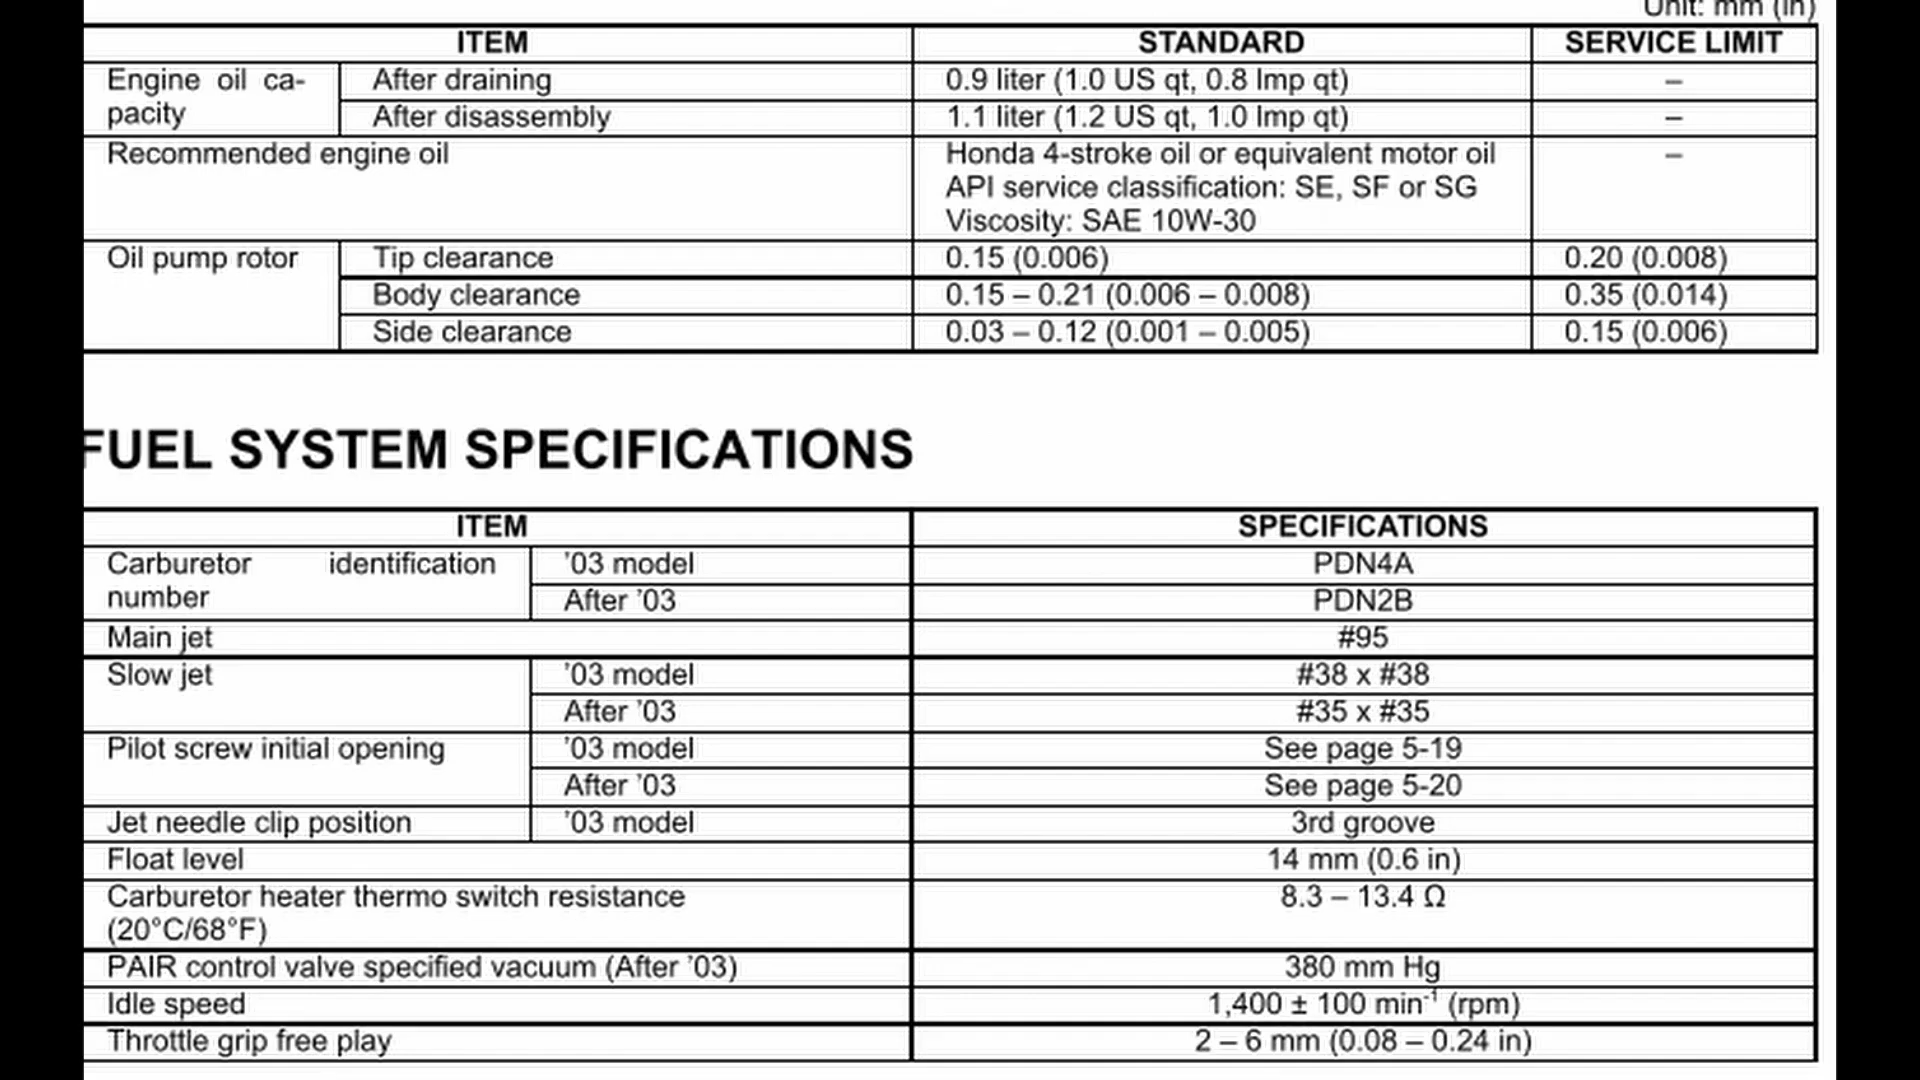 Unit: mm (in)
ITEM STANDARD SERVICE LIMIT
Engine oil ca-
pacity
After draining 0.9 liter (1.0 US qt, 0.8 lmp qt) –
After disassembly 1.1 liter (1.2 US qt, 1.0 lmp qt) –
Recommended engine oil Honda 4-stroke oil or equivalent motor oil –
API service classification: SE, SF or SG
Viscosity: SAE 10W-30
Oil pump rotor Tip clearance 0.15 (0.006) 0.20 (0.008)
Body clearance 0.15 – 0.21 (0.006 – 0.008) 0.35 (0.014)
Side clearance 0.03 – 0.12 (0.001 – 0.005) 0.15 (0.006)
FUEL SYSTEM SPECIFICATIONS
ITEM SPECIFICATIONS
Carburetor identification
number
’03 model PDN4A
After ’03 PDN2B
Main jet #95
Slow jet ’03 model #38 x #38
After ’03 #35 x #35
Pilot screw initial opening ’03 model See page 5-19
After ’03 See page 5-20
Jet needle clip position ’03 model 3rd groove
Float level 14 mm (0.6 in)
Carburetor heater thermo switch resistance 8.3 – 13.4 Ω
(20°C/68°F)
PAIR control valve specified vacuum (After ’03) 380 mm Hg
Idle speed 1,400 ± 100 min⁻¹ (rpm)
Throttle grip free play 2 – 6 mm (0.08 – 0.24 in)